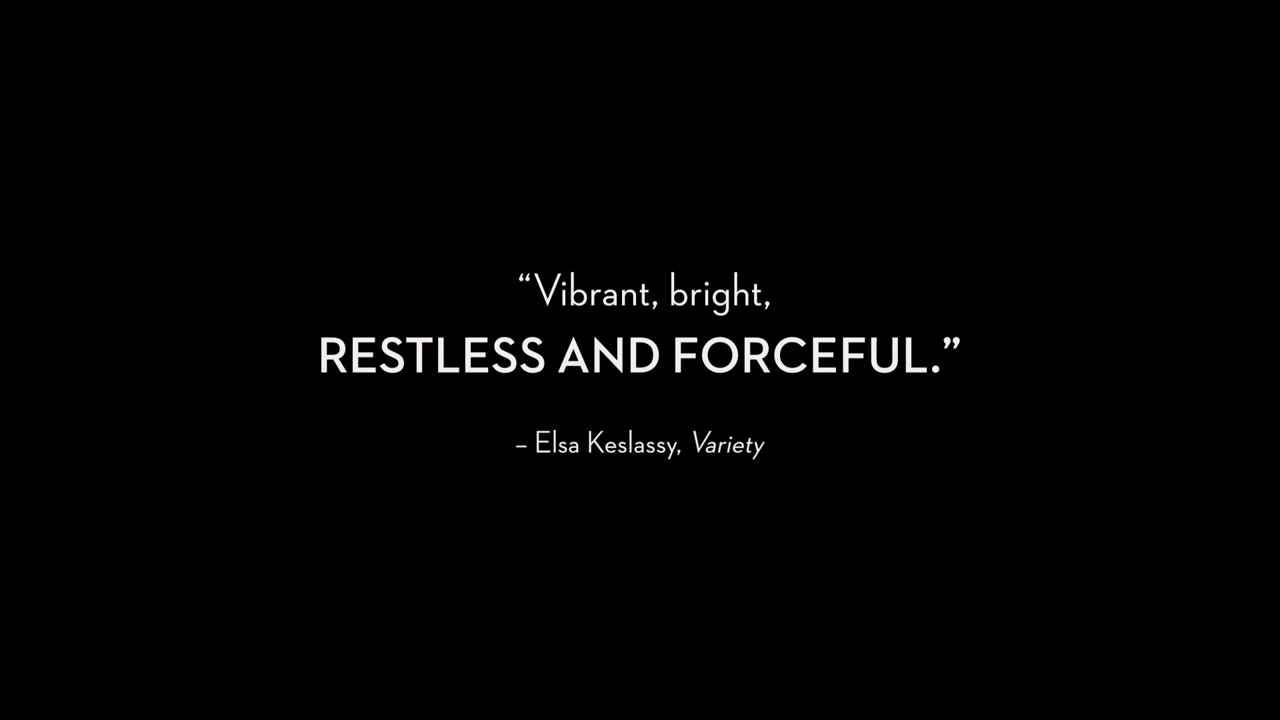 “Vibrant, bright,
RESTLESS AND FORCEFUL.”
– Elsa Keslassy, Variety